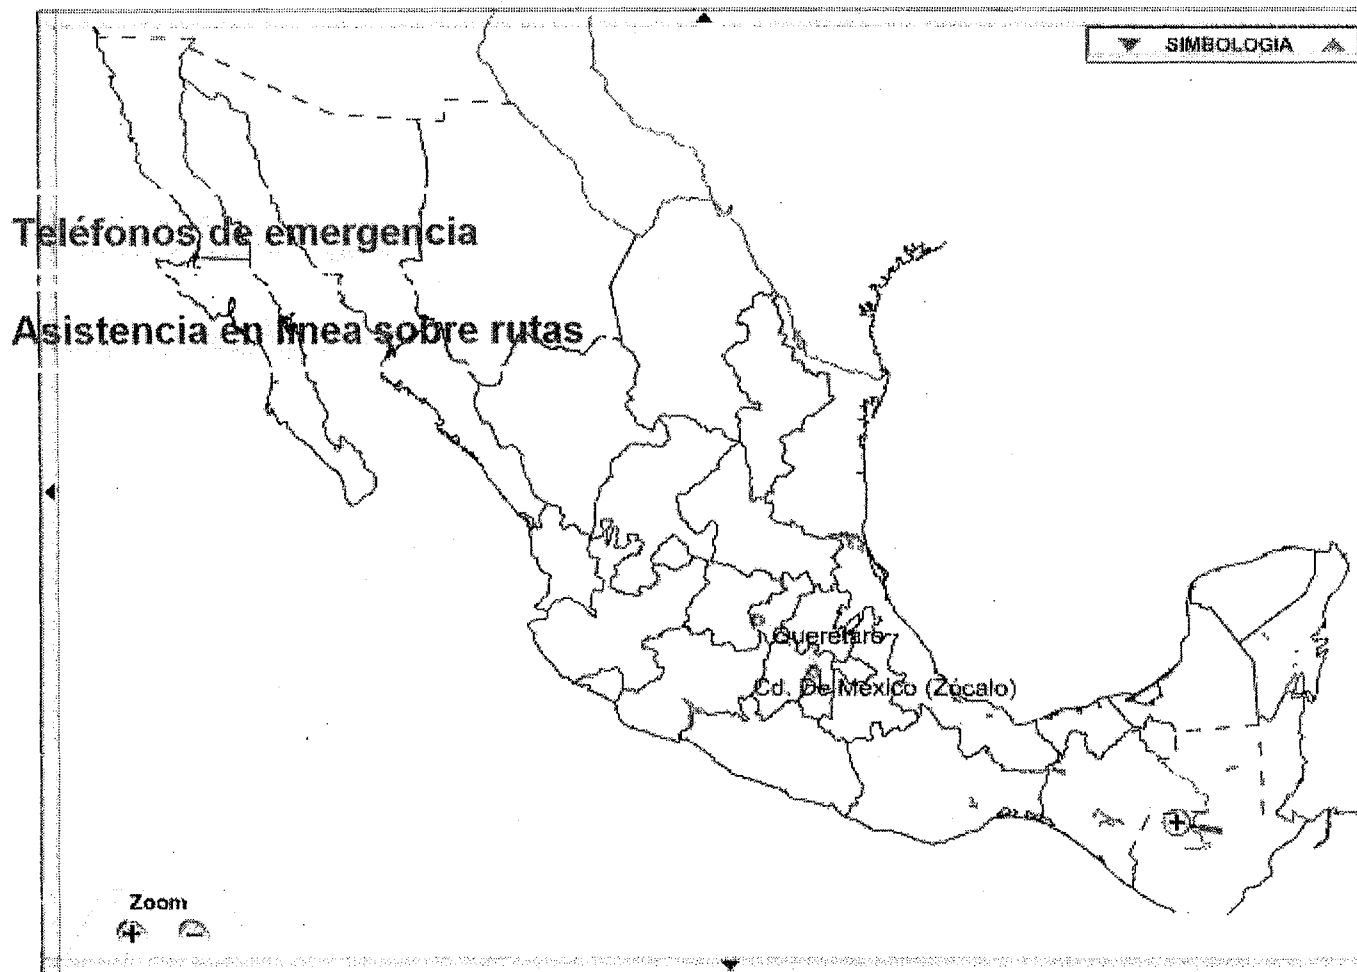 SIMBOLOGIA
Teléfonos de emergencia
Asistencia en línea sobre rutas
Querétaro
Cd. De México (Zócalo)
Zoom